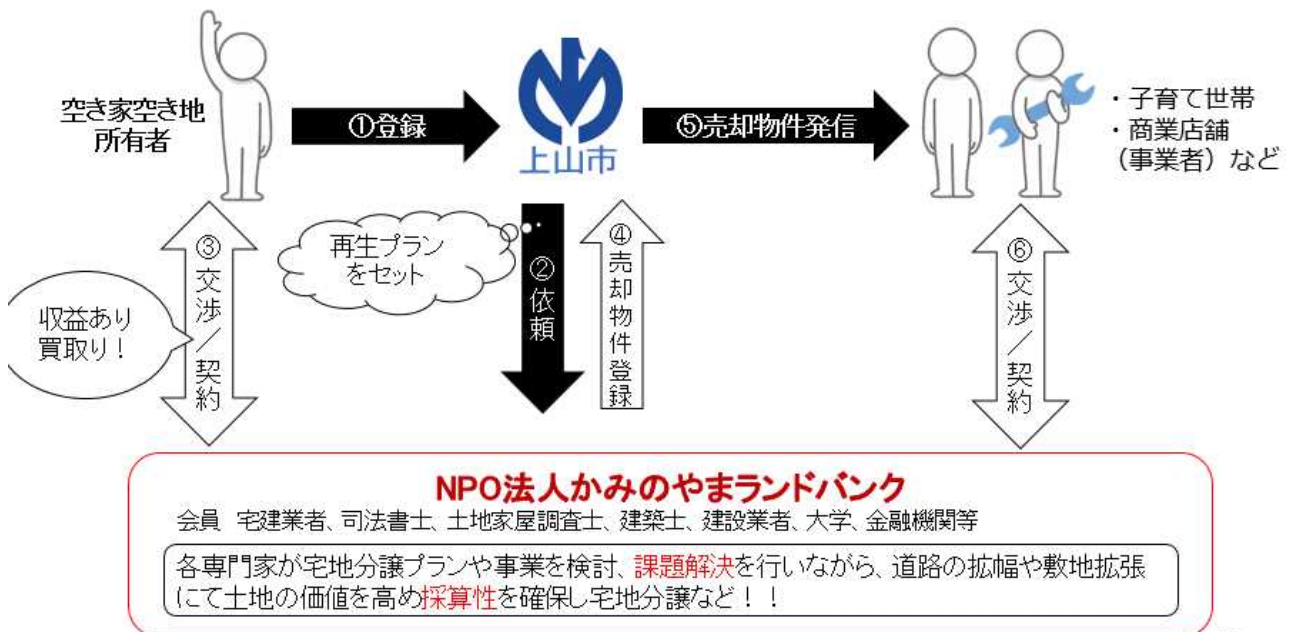 空き家空き地
所有者
①登録
上山市
⑤売却物件発信
・子育て世帯
・商業店舗
（事業者）など
収益あり
買取り！
③交渉／契約
再生プラン
をセット
②依頼
④売却物件登録
⑥交渉／契約
NPO法人かみのやまランドバンク
会員 宅建業者、司法書士、土地家屋調査士、建築士、建設業者、大学、金融機関等
各専門家が宅地分譲プランや事業を検討、課題解決を行いながら、道路の拡幅や敷地拡張
にて土地の価値を高め採算性を確保し宅地分譲など！！